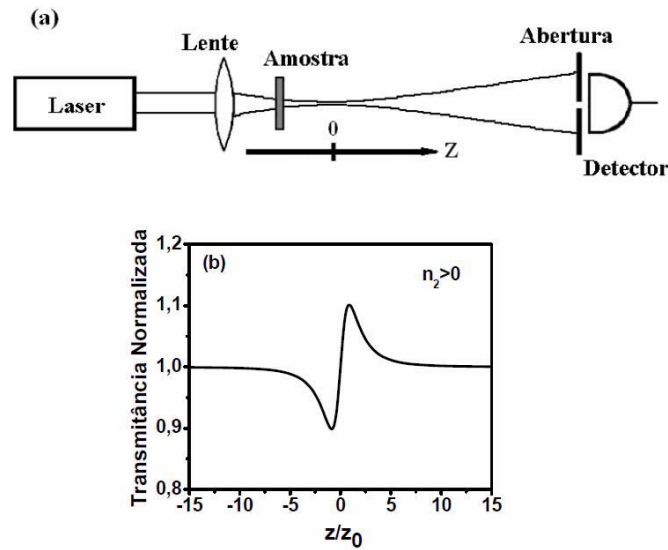 (a)
Lente
Amostra
Abertura
Laser
0
Z
Detector
(b)
n₂>0
Transmitância Normalizada
1,2
1,1
1,0
0,9
0,8
-15 -10 -5 0 5 10 15
z/z₀